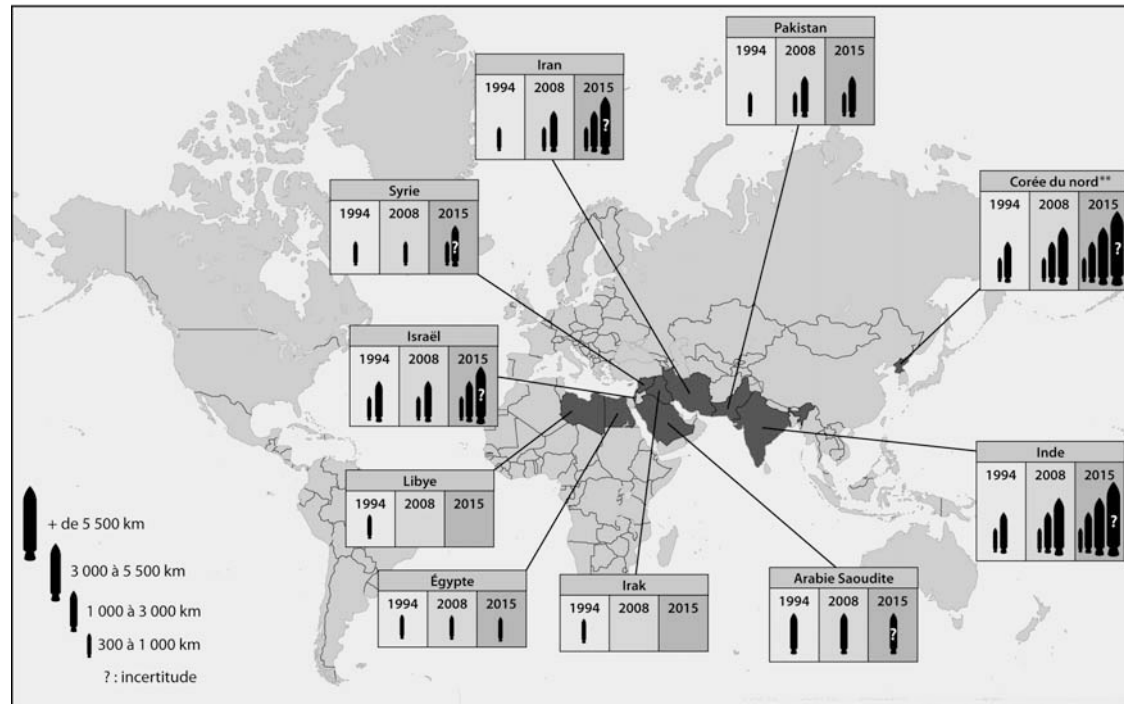 Pakistan
1994 2008 2015
Iran
1994 2008 2015
?
Corée du nord**
1994 2008 2015
?
Syrie
1994 2008 2015
?
Israël
1994 2008 2015
?
Inde
1994 2008 2015
?
Libye
1994 2008 2015
Égypte
1994 2008 2015
Irak
1994 2008 2015
Arabie Saoudite
1994 2008 2015
?
+ de 5 500 km
3 000 à 5 500 km
1 000 à 3 000 km
300 à 1 000 km
? : incertitude